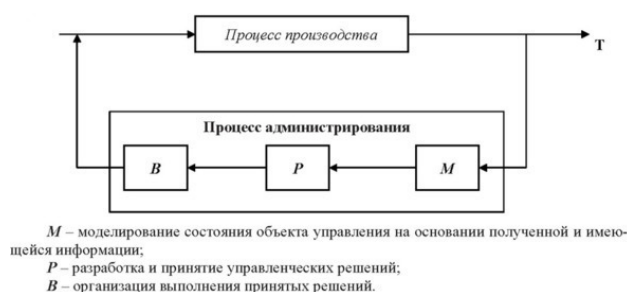 Процесс производства
Т
Процесс администрирования
В
Р
М
М – моделирование состояния объекта управления на основании полученной и имею-
щейся информации;
Р – разработка и принятие управленческих решений;
В – организация выполнения принятых решений.